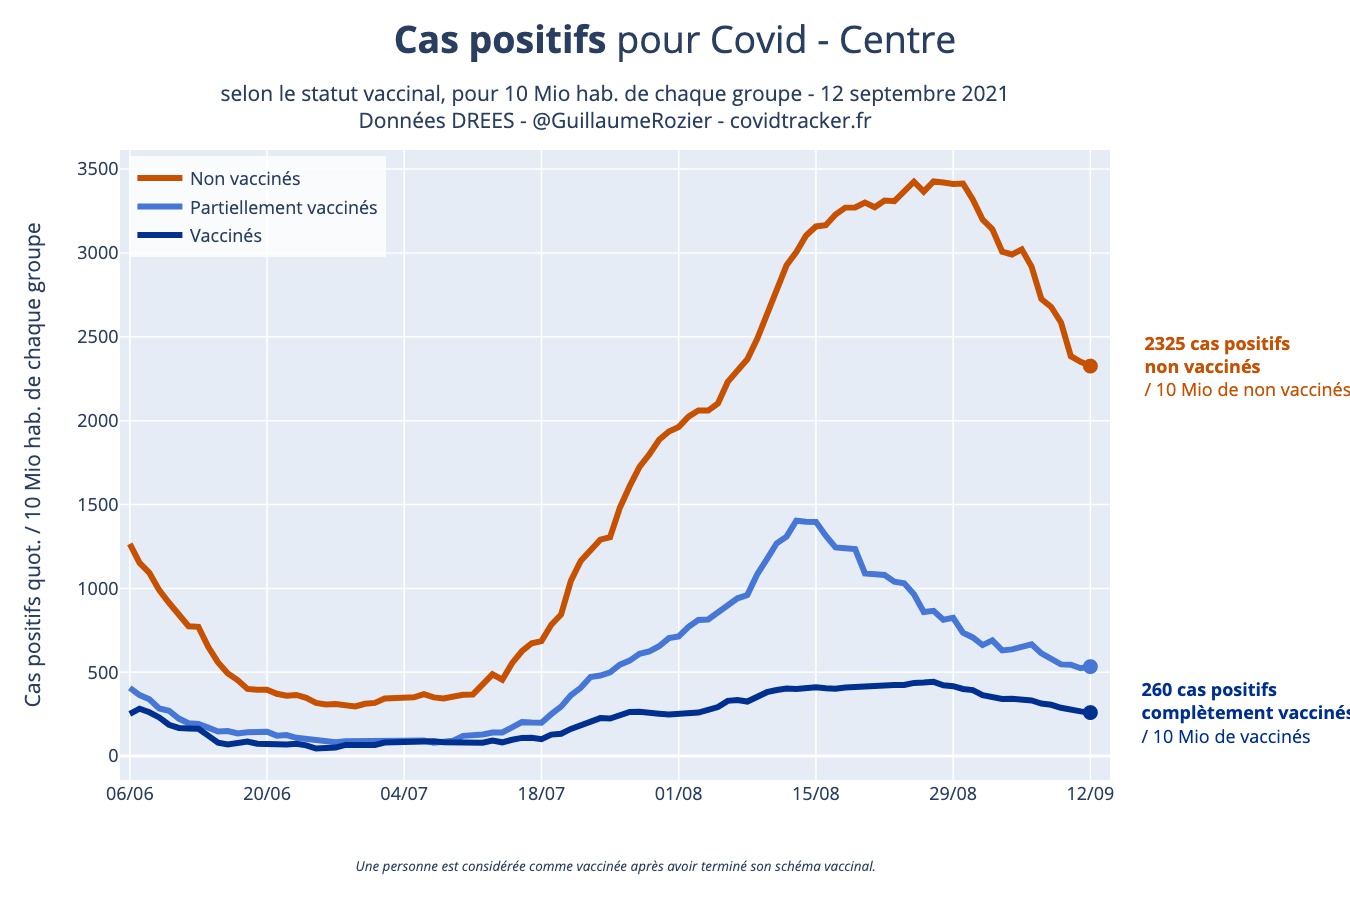 Cas positifs pour Covid - Centre
selon le statut vaccinal, pour 10 Mio hab. de chaque groupe - 12 septembre 2021
Données DREES - @GuillaumeRozier - covidtracker.fr
Cas positifs quot. / 10 Mio hab. de chaque groupe
3500
3000
2500
2000
1500
1000
500
0
Non vaccinés
Partiellement vaccinés
Vaccinés
2325 cas positifs
non vaccinés
/ 10 Mio de non vaccinés
260 cas positifs
complètement vaccinés
/ 10 Mio de vaccinés
06/06
20/06
04/07
18/07
01/08
15/08
29/08
12/09
Une personne est considérée comme vaccinée après avoir terminé son schéma vaccinal.